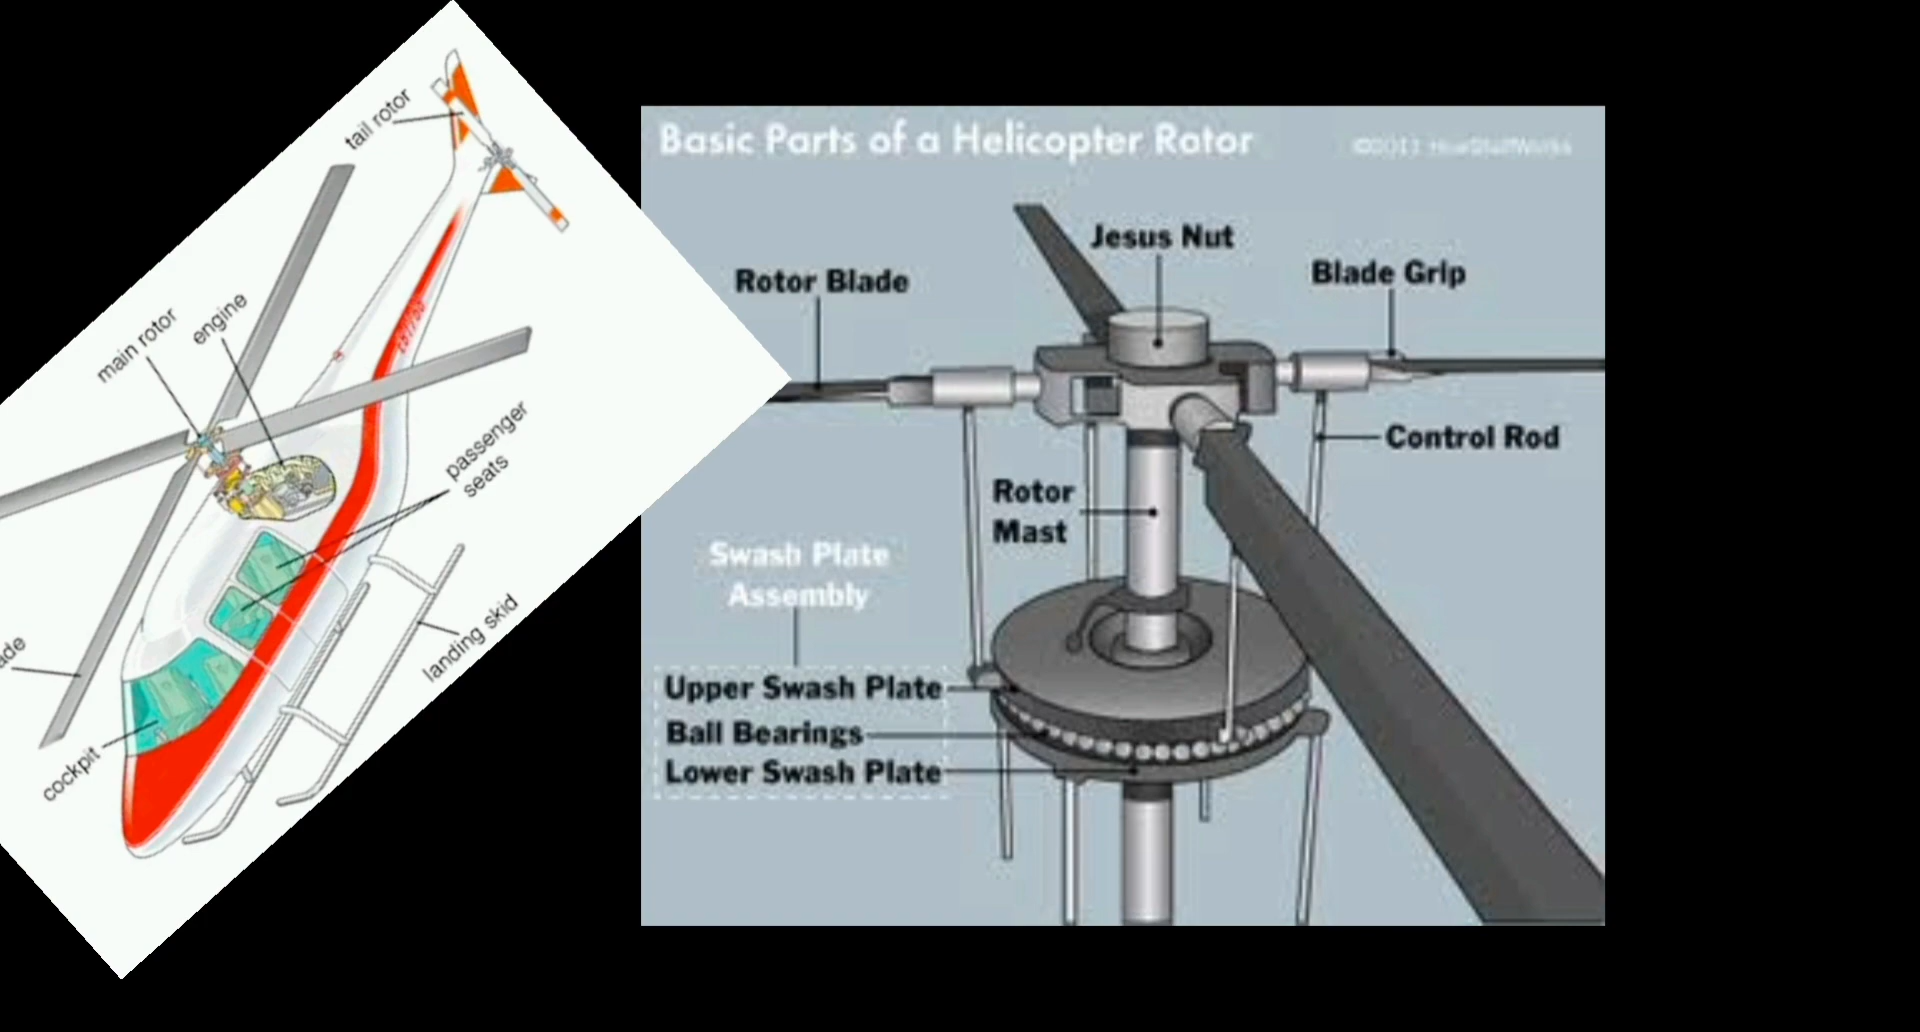 tail rotor
main rotor
engine
passenger
seats
landing skid
cockpit
Basic Parts of a Helicopter Rotor
Jesus Nut
Rotor Blade
Blade Grip
Control Rod
Rotor
Mast
Swash Plate
Assembly
Upper Swash Plate
Ball Bearings
Lower Swash Plate